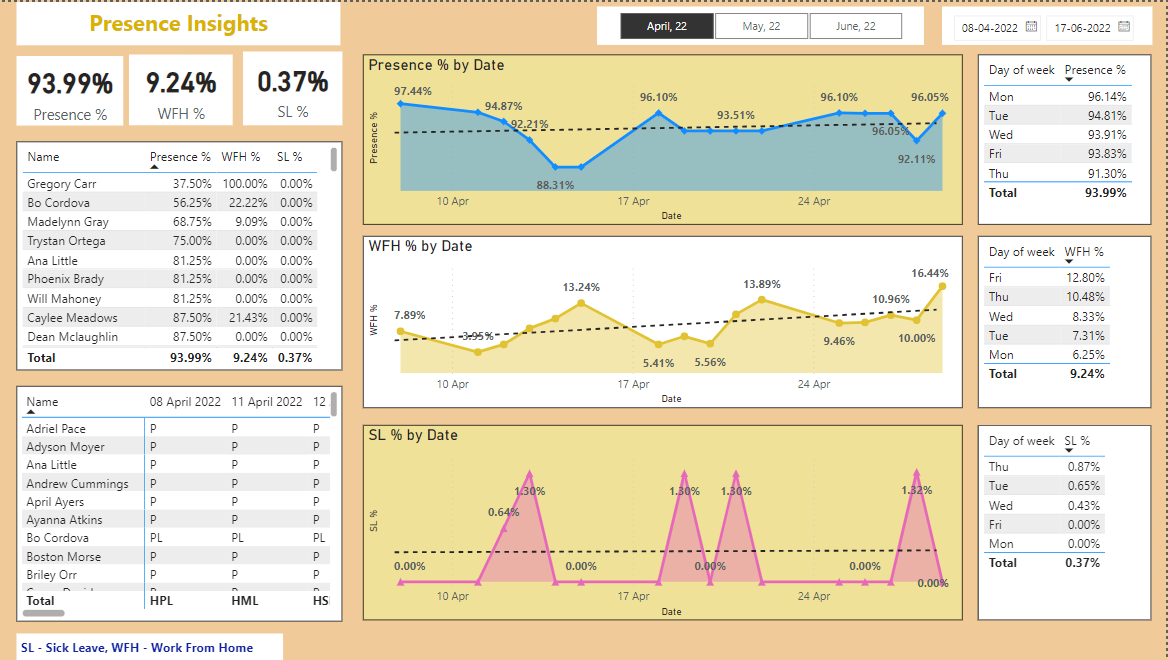 Presence Insights
April, 22 May, 22 June, 22
08-04-2022 17-06-2022
93.99%
Presence %
9.24%
WFH %
0.37%
SL %
Name Presence % WFH % SL %
Gregory Carr 37.50% 100.00% 0.00%
Bo Cordova 56.25% 22.22% 0.00%
Madelynn Gray 68.75% 9.09% 0.00%
Trystan Ortega 75.00% 0.00% 0.00%
Ana Little 81.25% 0.00% 0.00%
Phoenix Brady 81.25% 0.00% 0.00%
Will Mahoney 81.25% 0.00% 0.00%
Caylee Meadows 87.50% 21.43% 0.00%
Dean Mclaughlin 87.50% 0.00% 0.00%
Total 93.99% 9.24% 0.37%
Name 08 April 2022 11 April 2022 12
Adriel Pace P P P
Adyson Moyer P P P
Ana Little P P P
Andrew Cummings P P P
April Ayers P P P
Ayanna Atkins P P P
Bo Cordova PL PL PL
Boston Morse P P P
Briley Orr P P P
Total HPL HML HS
SL - Sick Leave, WFH - Work From Home
Presence % by Date
Presence %
97.44%
94.87%
92.21%
88.31%
96.10%
93.51%
96.10%
96.05%
92.11%
96.05%
10 Apr 17 Apr 24 Apr
Date
WFH % by Date
WFH %
7.89%
3.95%
13.24%
5.41%
5.56%
13.89%
9.46%
10.96%
10.00%
16.44%
10 Apr 17 Apr 24 Apr
Date
SL % by Date
SL %
0.00%
0.64%
1.30%
0.00%
1.30%
0.00%
1.30%
0.00%
1.32%
0.00%
10 Apr 17 Apr 24 Apr
Date
Day of week Presence %
Mon 96.14%
Tue 94.81%
Wed 93.91%
Fri 93.83%
Thu 91.30%
Total 93.99%
Day of week WFH %
Fri 12.80%
Thu 10.48%
Wed 8.33%
Tue 7.31%
Mon 6.25%
Total 9.24%
Day of week SL %
Thu 0.87%
Tue 0.65%
Wed 0.43%
Fri 0.00%
Mon 0.00%
Total 0.37%